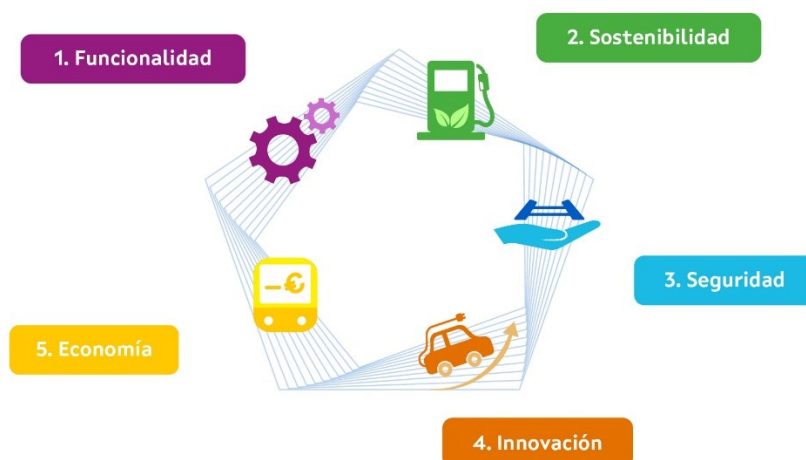 1. Funcionalidad
2. Sostenibilidad
3. Seguridad
4. Innovación
5. Economía
–€